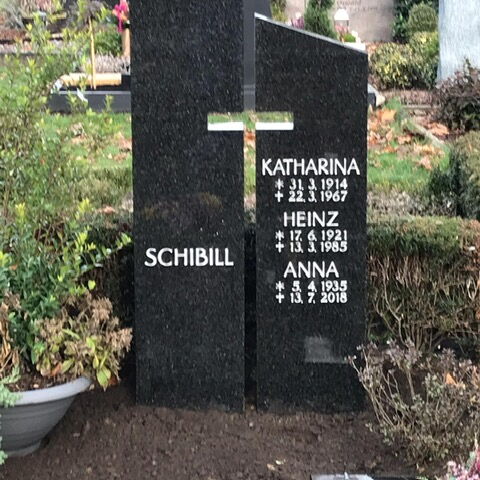 SCHIBILL
KATHARINA
* 31. 3. 1914
+ 22. 3. 1967
HEINZ
* 17. 6. 1921
+ 13. 3. 1985
ANNA
* 5. 4. 1935
+ 13. 7. 2018